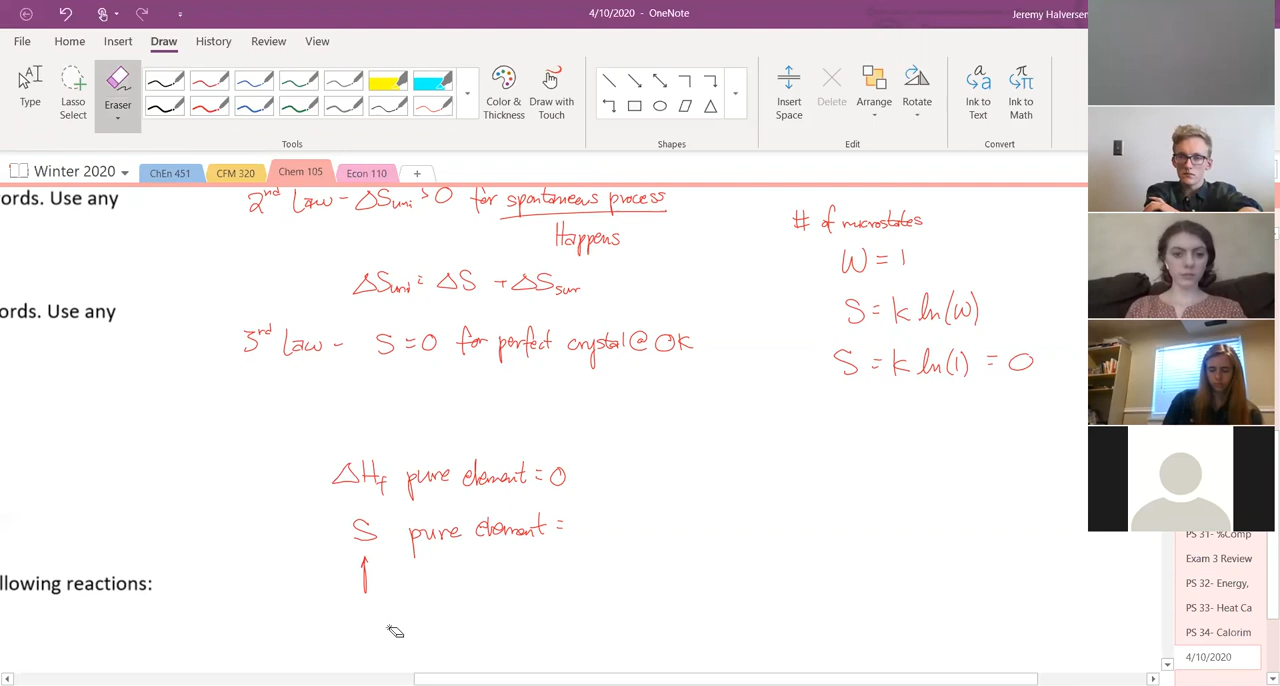 4/10/2020 - OneNote
Jeremy Halversen
File Home Insert Draw History Review View
Type
Lasso Select
Eraser
Color & Thickness
Draw with Touch
Insert Space
Delete
Arrange
Rotate
Ink to Text
Ink to Math
Tools
Shapes
Edit
Convert
Winter 2020
ChEn 451
CFM 320
Chem 105
Econ 110
ords. Use any
2nd Law - ΔSuni > 0 for spontaneous process
Happens
# of microstates
W = 1
ΔSuni = ΔS + ΔSsurr
S = k ln(W)
ords. Use any
3rd Law - S = 0 for perfect crystal @ 0K
S = k ln(1) = 0
ΔHf pure element = 0
S pure element =
llowing reactions:
PS 31- %Comp
Exam 3 Review
PS 32- Energy,
PS 33- Heat Ca
PS 34- Calorim
4/10/2020